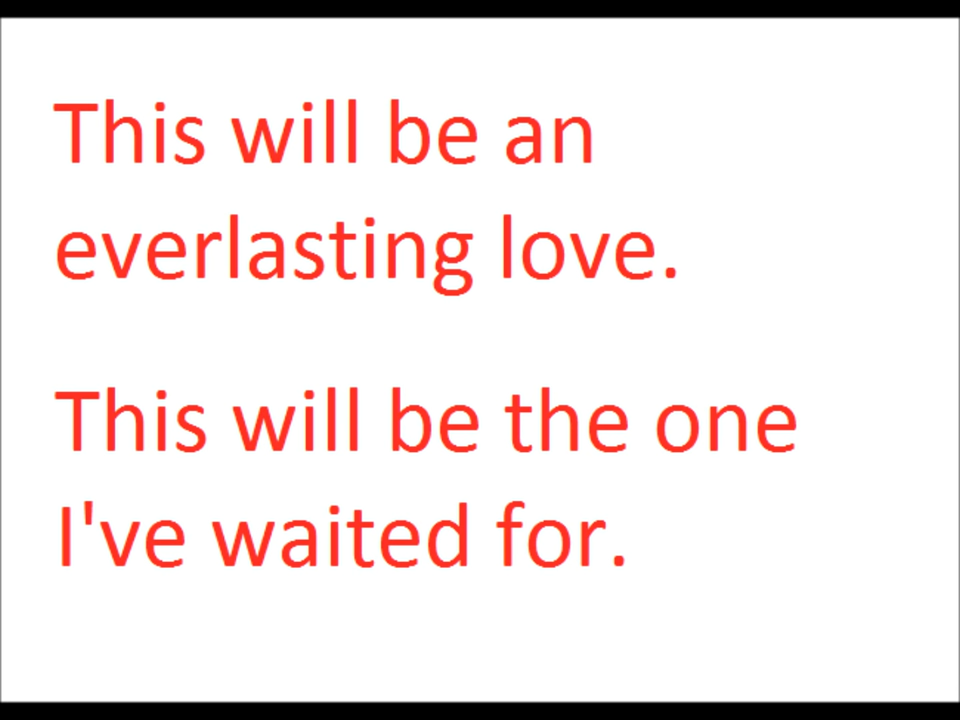 This will be an
everlasting love.
This will be the one
I've waited for.